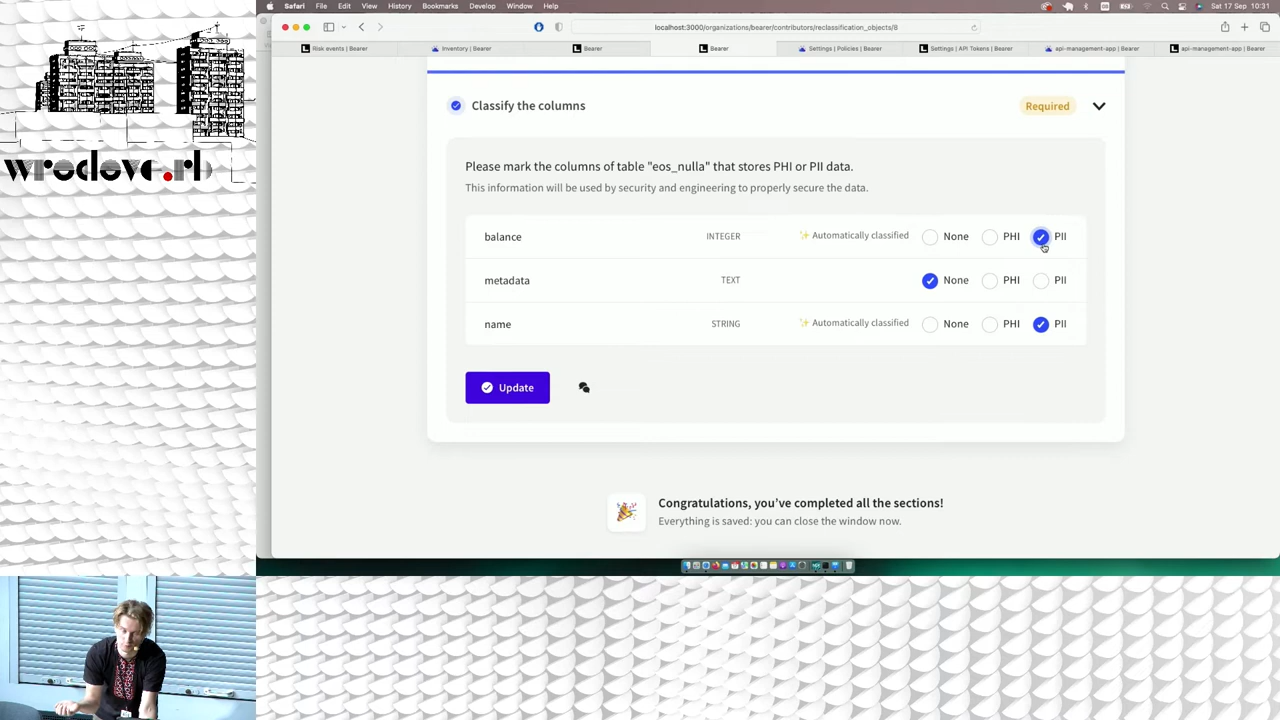 Safari File Edit View History Bookmarks Develop Window Help Sat 17 Sep 10:31
localhost:3000/organizations/bearer/contributors/reclassification_objects/8
Risk events | Bearer Inventory | Bearer Bearer Bearer Settings | Policies | Bearer Settings | API Tokens | Bearer api-management-app | Bearer api-management-app | Bearer
wrocłove.rb
Classify the columns Required
Please mark the columns of table "eos_nulla" that stores PHI or PII data.
This information will be used by security and engineering to properly secure the data.
balance INTEGER ✨ Automatically classified None PHI PII
metadata TEXT None PHI PII
name STRING ✨ Automatically classified None PHI PII
Update
Congratulations, you've completed all the sections!
Everything is saved: you can close the window now.